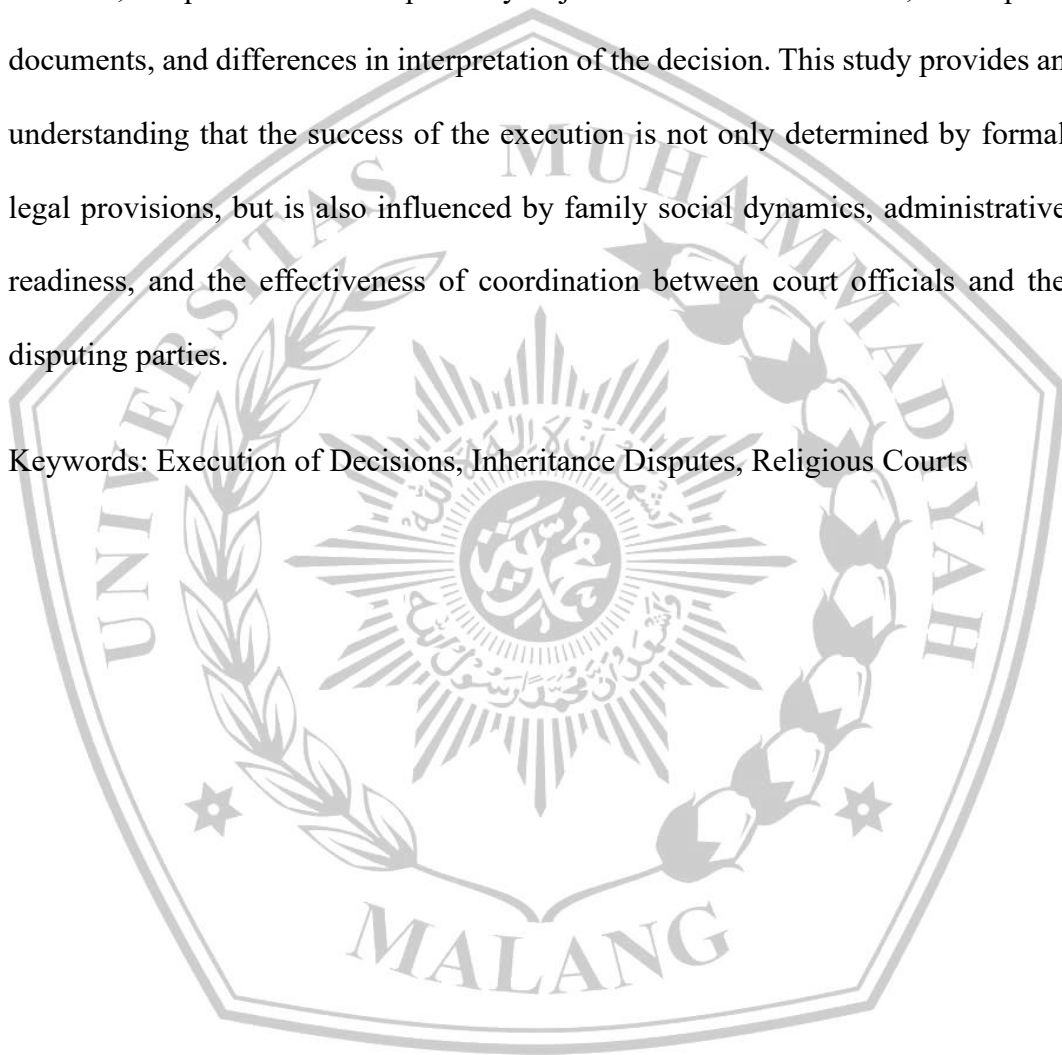 documents, and differences in interpretation of the decision. This study provides an
understanding that the success of the execution is not only determined by formal
legal provisions, but is also influenced by family social dynamics, administrative
readiness, and the effectiveness of coordination between court officials and the
disputing parties.
Keywords: Execution of Decisions, Inheritance Disputes, Religious Courts
UNIVERSITAS MUHAMMADIYAH
MALANG